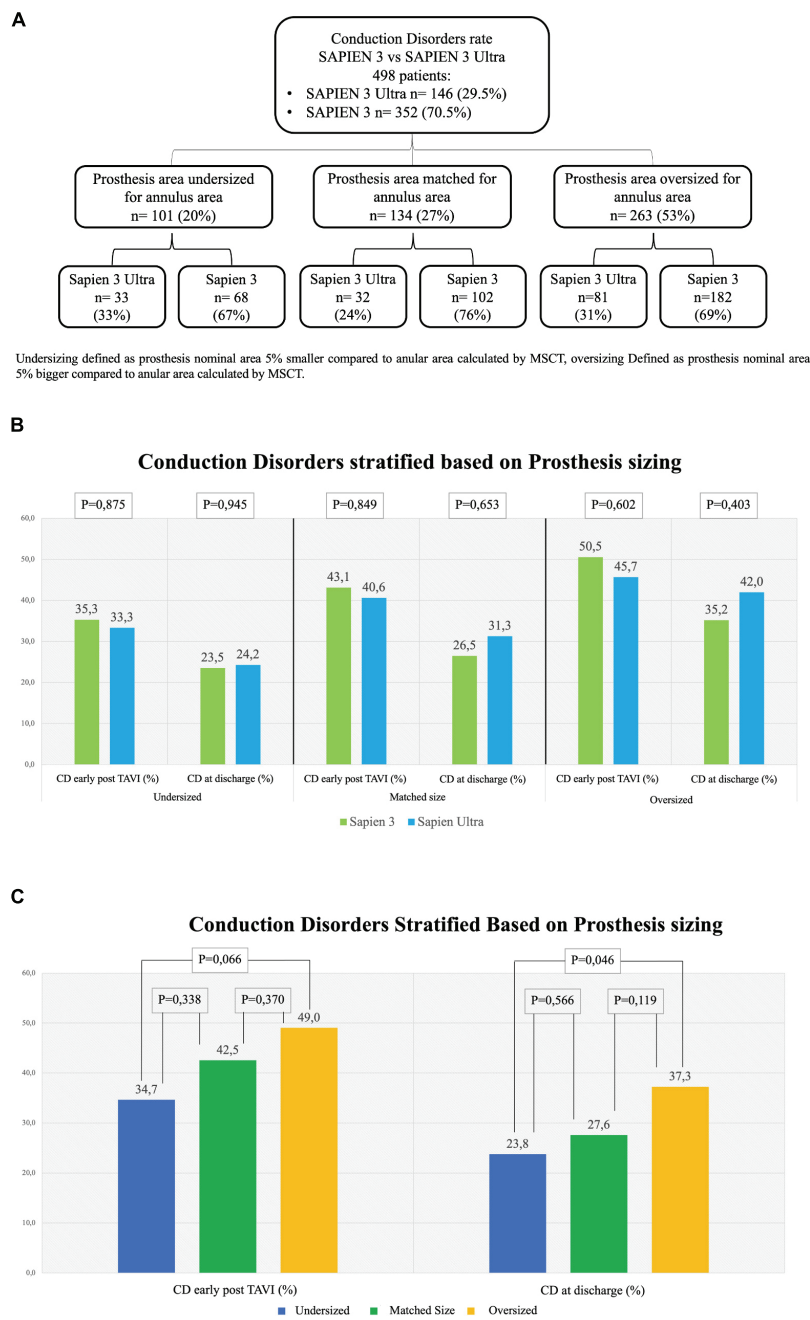 A
Conduction Disorders rate
SAPIEN 3 vs SAPIEN 3 Ultra
498 patients:
• SAPIEN 3 Ultra n= 146 (29.5%)
• SAPIEN 3 n= 352 (70.5%)
Prosthesis area undersized
for annulus area
n= 101 (20%)
Prosthesis area matched for
annulus area
n= 134 (27%)
Prosthesis area oversized for
annulus area
n= 263 (53%)
Sapien 3 Ultra
n= 33
(33%)
Sapien 3
n= 68
(67%)
Sapien 3 Ultra
n= 32
(24%)
Sapien 3
n= 102
(76%)
Sapien 3 Ultra
n=81
(31%)
Sapien 3
n=182
(69%)
Undersizing defined as prosthesis nominal area 5% smaller compared to anular area calculated by MSCT, oversizing Defined as prosthesis nominal area
5% bigger compared to anular area calculated by MSCT.
B
Conduction Disorders stratified based on Prosthesis sizing
P=0,875 P=0,945 P=0,849 P=0,653 P=0,602 P=0,403
60,0
50,0
40,0
30,0
20,0
10,0
0,0
35,3 33,3 23,5 24,2 43,1 40,6 26,5 31,3 50,5 45,7 35,2 42,0
CD early post TAVI (%) CD at discharge (%) CD early post TAVI (%) CD at discharge (%) CD early post TAVI (%) CD at discharge (%)
Undersized Matched size Oversized
Sapien 3 Sapien Ultra
C
Conduction Disorders Stratified Based on Prosthesis sizing
P=0,066 P=0,046
P=0,338 P=0,370 P=0,566 P=0,119
60,0
50,0
40,0
30,0
20,0
10,0
0,0
34,7 42,5 49,0 23,8 27,6 37,3
CD early post TAVI (%) CD at discharge (%)
Undersized Matched Size Oversized